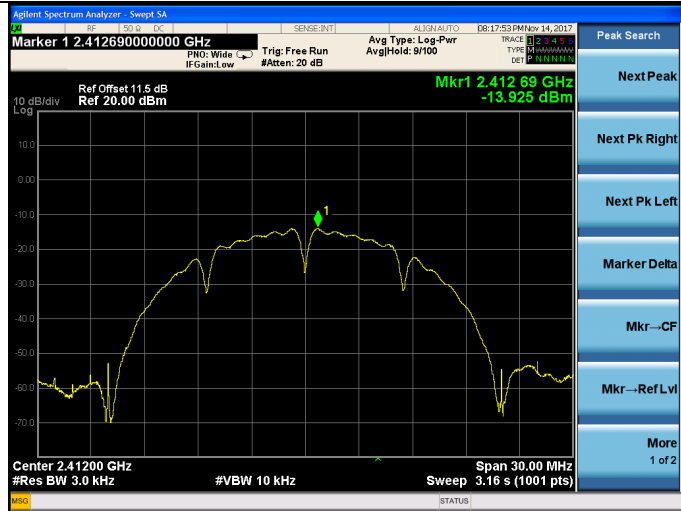 Agilent Spectrum Analyzer - Swept SA
RF 50 Ω DC SENSE:INT ALIGN AUTO 08:17:53 PM Nov 14, 2017
Marker 1 2.412690000000 GHz
PNO: Wide
IFGain:Low
Trig: Free Run
#Atten: 20 dB
Avg Type: Log-Pwr
Avg|Hold: 9/100
TRACE 1 2 3 4 5 6
TYPE M
DET P N N N N N
Mkr1 2.412 69 GHz
-13.925 dBm
Ref Offset 11.5 dB
Ref 20.00 dBm
10 dB/div
Log
10.0
0.00
-10.0
-20.0
-30.0
-40.0
-50.0
-60.0
-70.0
1
Center 2.41200 GHz
#Res BW 3.0 kHz
#VBW 10 kHz
Span 30.00 MHz
Sweep 3.16 s (1001 pts)
MSG
STATUS
Peak Search
Next Peak
Next Pk Right
Next Pk Left
Marker Delta
Mkr→CF
Mkr→Ref Lvl
More
1 of 2